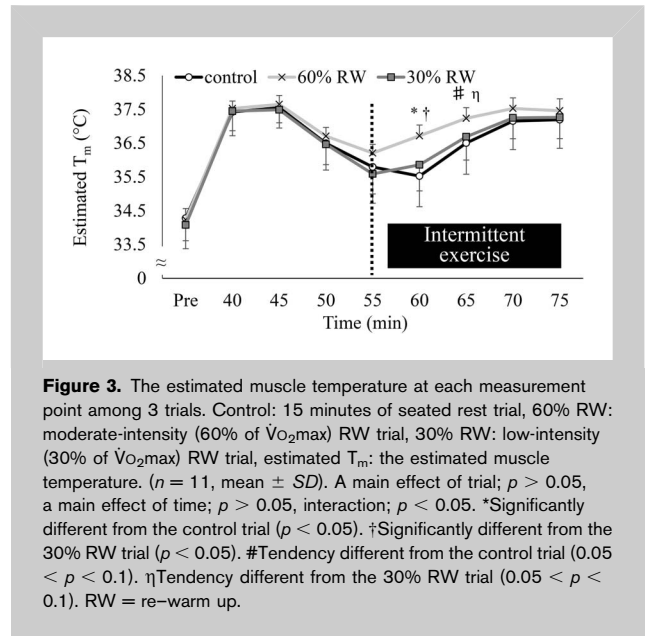 control 60% RW 30% RW
38.5
37.5
36.5
35.5
34.5
33.5
≈
0
Estimated Tm (°C)
* †
# η
Intermittent
exercise
Pre 40 45 50 55 60 65 70 75
Time (min)
Figure 3. The estimated muscle temperature at each measurement
point among 3 trials. Control: 15 minutes of seated rest trial, 60% RW:
moderate-intensity (60% of V̇O₂max) RW trial, 30% RW: low-intensity
(30% of V̇O₂max) RW trial, estimated Tm: the estimated muscle
temperature. (n = 11, mean ± SD). A main effect of trial; p > 0.05,
a main effect of time; p > 0.05, interaction; p < 0.05. *Significantly
different from the control trial (p < 0.05). †Significantly different from the
30% RW trial (p < 0.05). #Tendency different from the control trial (0.05
< p < 0.1). ηTendency different from the 30% RW trial (0.05 < p <
0.1). RW = re–warm up.